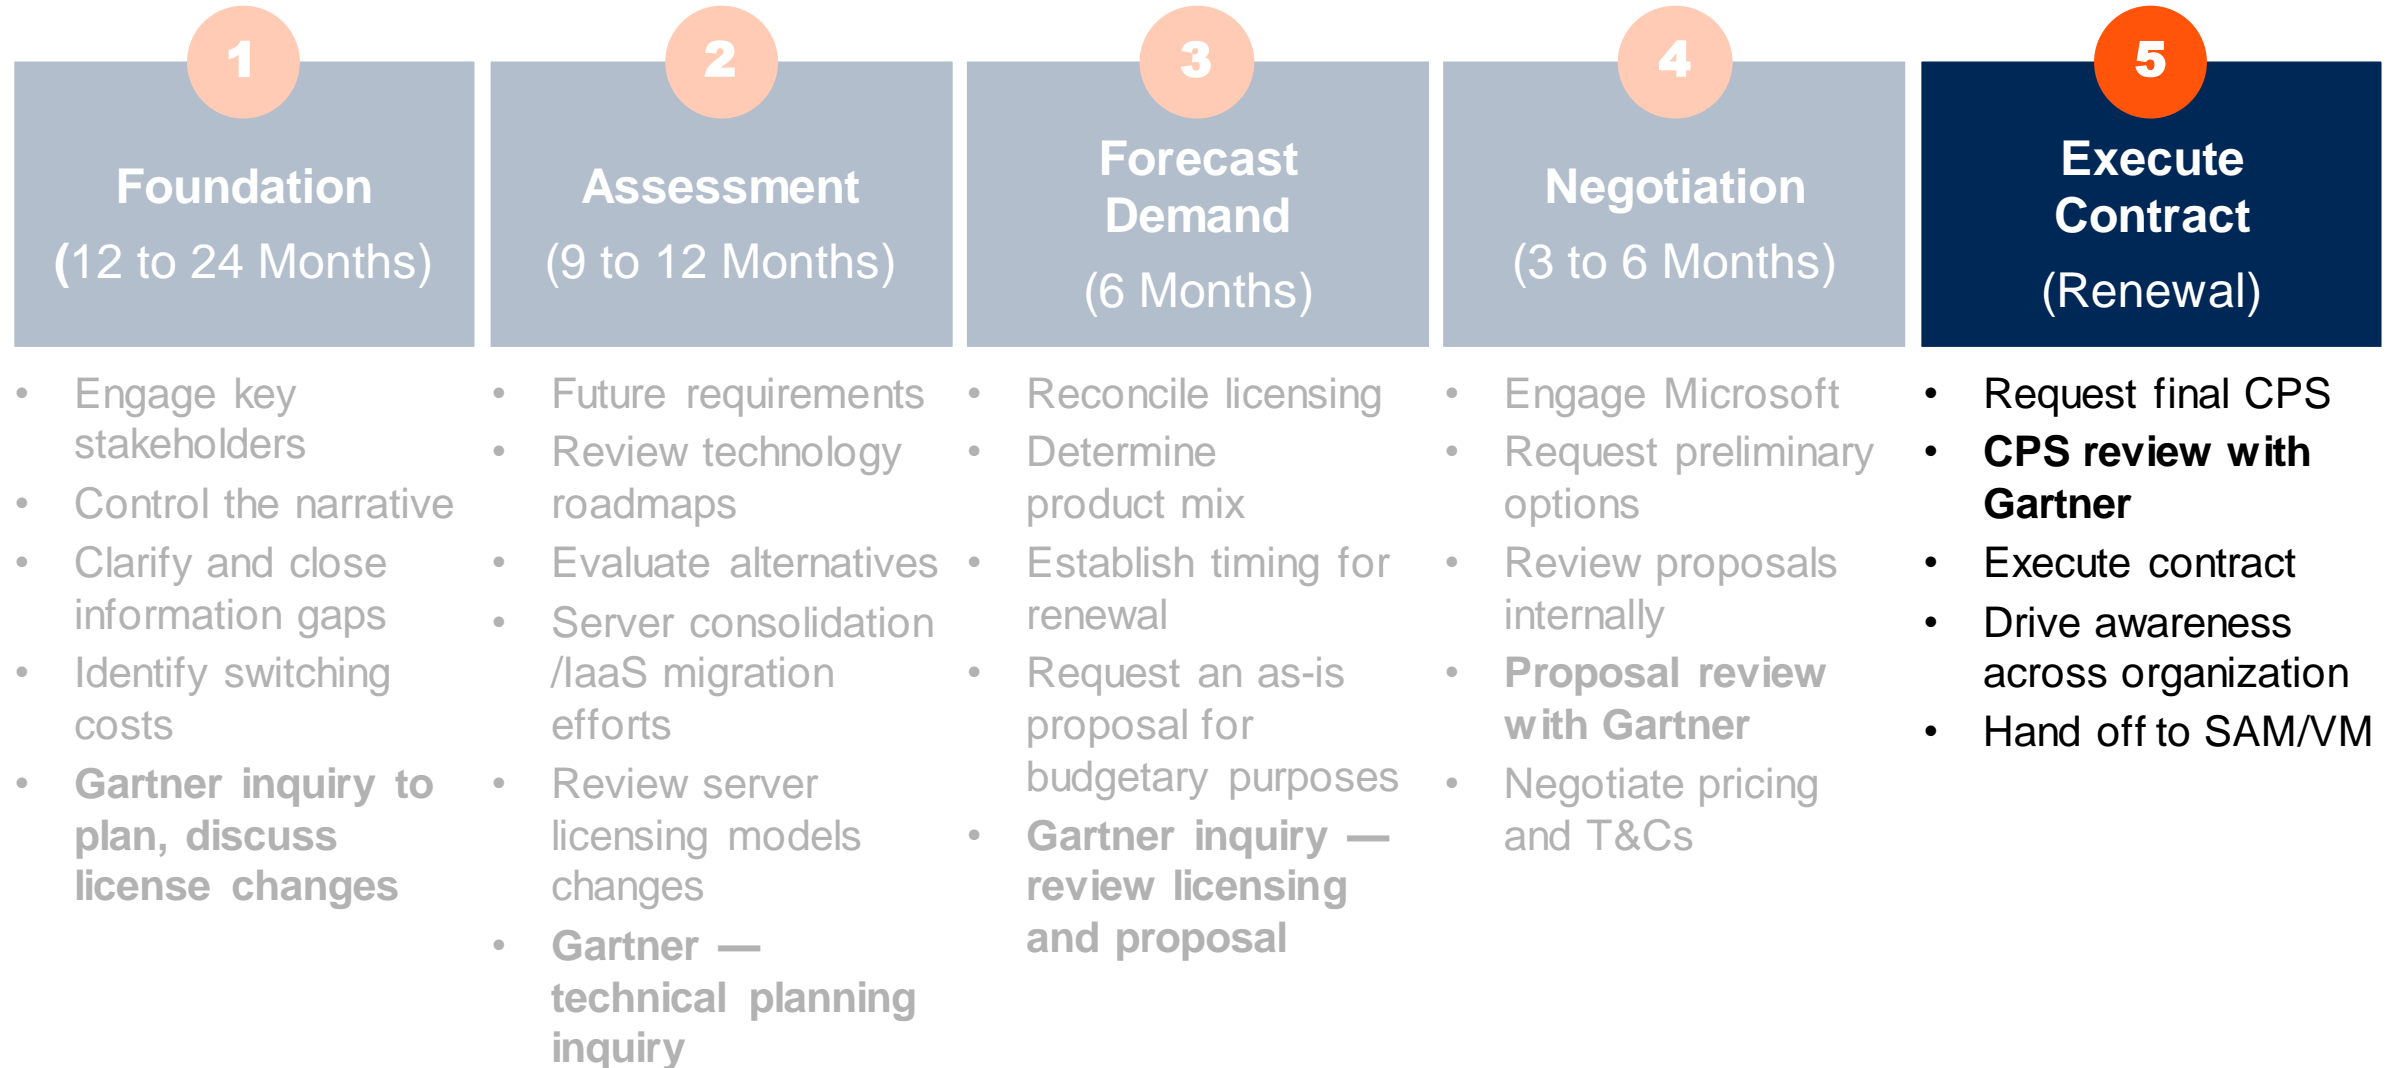 1
Foundation
(12 to 24 Months)
• Engage key
stakeholders
• Control the narrative
• Clarify and close
information gaps
• Identify switching
costs
• Gartner inquiry to
plan, discuss
license changes
2
Assessment
(9 to 12 Months)
• Future requirements
• Review technology
roadmaps
• Evaluate alternatives
• Server consolidation
/IaaS migration
efforts
• Review server
licensing models
changes
• Gartner —
technical planning
inquiry
3
Forecast
Demand
(6 Months)
• Reconcile licensing
• Determine
product mix
• Establish timing for
renewal
• Request an as-is
proposal for
budgetary purposes
• Gartner inquiry —
review licensing
and proposal
4
Negotiation
(3 to 6 Months)
• Engage Microsoft
• Request preliminary
options
• Review proposals
internally
• Proposal review
with Gartner
• Negotiate pricing
and T&Cs
5
Execute
Contract
(Renewal)
• Request final CPS
• CPS review with
Gartner
• Execute contract
• Drive awareness
across organization
• Hand off to SAM/VM